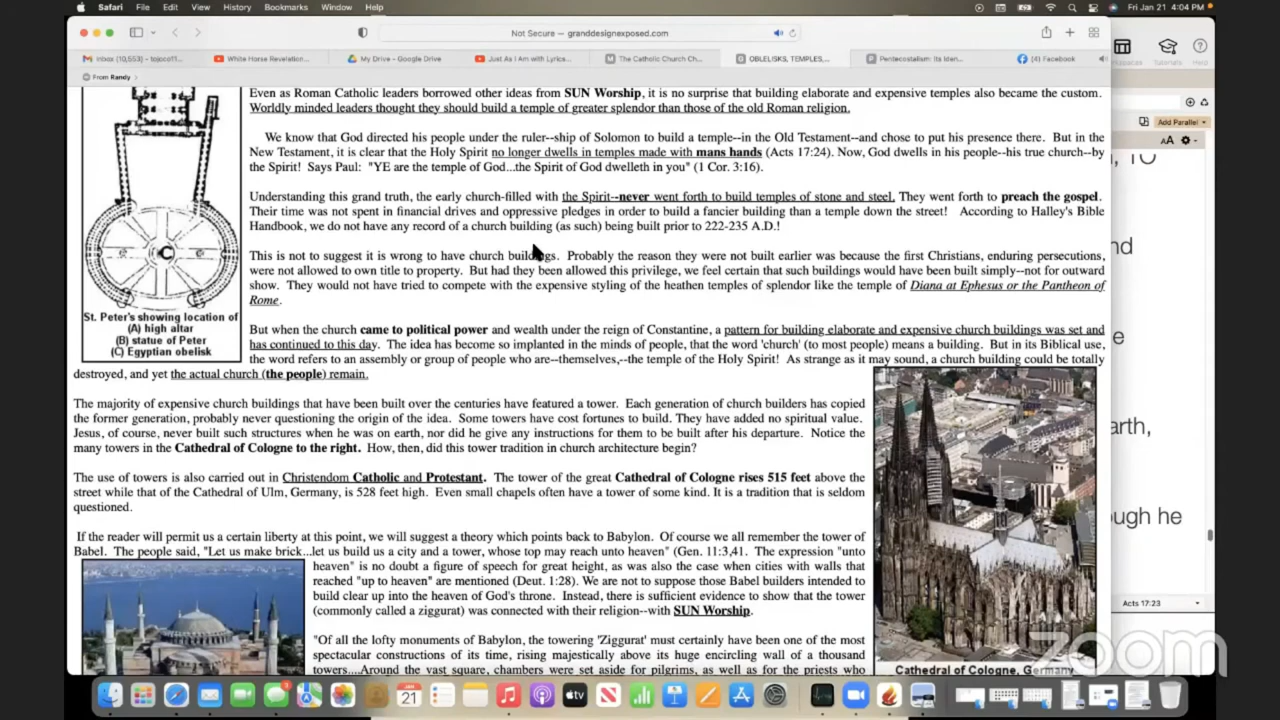 Safari File Edit View History Bookmarks Window Help
Fri Jan 21 4:04 PM
Not Secure — granddesignexposed.com
Inbox (10,553) – tojocof1...
White Horse Revelation...
My Drive – Google Drive
Just As I Am with Lyrics...
The Catholic Church Ch...
OBLELISKS, TEMPLES,...
Pentecostalism: Its Iden...
(4) Facebook
From Randy
Tutorials Help
Add Parallel
AA
Even as Roman Catholic leaders borrowed other ideas from SUN Worship, it is no surprise that building elaborate and expensive temples also became the custom.
Worldly minded leaders thought they should build a temple of greater splendor than those of the old Roman religion.
We know that God directed his people under the ruler--ship of Solomon to build a temple--in the Old Testament--and chose to put his presence there. But in the
New Testament, it is clear that the Holy Spirit no longer dwells in temples made with mans hands (Acts 17:24). Now, God dwells in his people--his true church--by
the Spirit! Says Paul: "YE are the temple of God...the Spirit of God dwelleth in you" (1 Cor. 3:16).
Understanding this grand truth, the early church-filled with the Spirit--never went forth to build temples of stone and steel. They went forth to preach the gospel.
Their time was not spent in financial drives and oppressive pledges in order to build a fancier building than a temple down the street! According to Halley's Bible
Handbook, we do not have any record of a church building (as such) being built prior to 222-235 A.D.!
This is not to suggest it is wrong to have church buildings. Probably the reason they were not built earlier was because the first Christians, enduring persecutions,
were not allowed to own title to property. But had they been allowed this privilege, we feel certain that such buildings would have been built simply--not for outward
show. They would not have tried to compete with the expensive styling of the heathen temples of splendor like the temple of Diana at Ephesus or the Pantheon of
Rome.
C
St. Peter's showing location of
(A) high altar
(B) statue of Peter
(C) Egyptian obelisk
But when the church came to political power and wealth under the reign of Constantine, a pattern for building elaborate and expensive church buildings was set and
has continued to this day. The idea has become so implanted in the minds of people, that the word 'church' (to most people) means a building. But in its Biblical use,
the word refers to an assembly or group of people who are--themselves,--the temple of the Holy Spirit! As strange as it may sound, a church building could be totally
destroyed, and yet the actual church (the people) remain.
The majority of expensive church buildings that have been built over the centuries have featured a tower. Each generation of church builders has copied
the former generation, probably never questioning the origin of the idea. Some towers have cost fortunes to build. They have added no spiritual value.
Jesus, of course, never built such structures when he was on earth, nor did he give any instructions for them to be built after his departure. Notice the
many towers in the Cathedral of Cologne to the right. How, then, did this tower tradition in church architecture begin?
The use of towers is also carried out in Christendom Catholic and Protestant. The tower of the great Cathedral of Cologne rises 515 feet above the
street while that of the Cathedral of Ulm, Germany, is 528 feet high. Even small chapels often have a tower of some kind. It is a tradition that is seldom
questioned.
If the reader will permit us a certain liberty at this point, we will suggest a theory which points back to Babylon. Of course we all remember the tower of
Babel. The people said, "Let us make brick...let us build us a city and a tower, whose top may reach unto heaven" (Gen. 11:3,41. The expression "unto
heaven" is no doubt a figure of speech for great height, as was also the case when cities with walls that
reached "up to heaven" are mentioned (Deut. 1:28). We are not to suppose those Babel builders intended to
build clear up into the heaven of God's throne. Instead, there is sufficient evidence to show that the tower
(commonly called a ziggurat) was connected with their religion--with SUN Worship.
"Of all the lofty monuments of Babylon, the towering 'Ziggurat' must certainly have been one of the most
spectacular constructions of its time, rising majestically above its huge encircling wall of a thousand
towers. Around the vast square, chambers were set aside for pilgrims, as well as for the priests who
Cathedral of Cologne, Germany
nd
e
arth,
ough he
Acts 17:23
zoom
JAN
21
tv